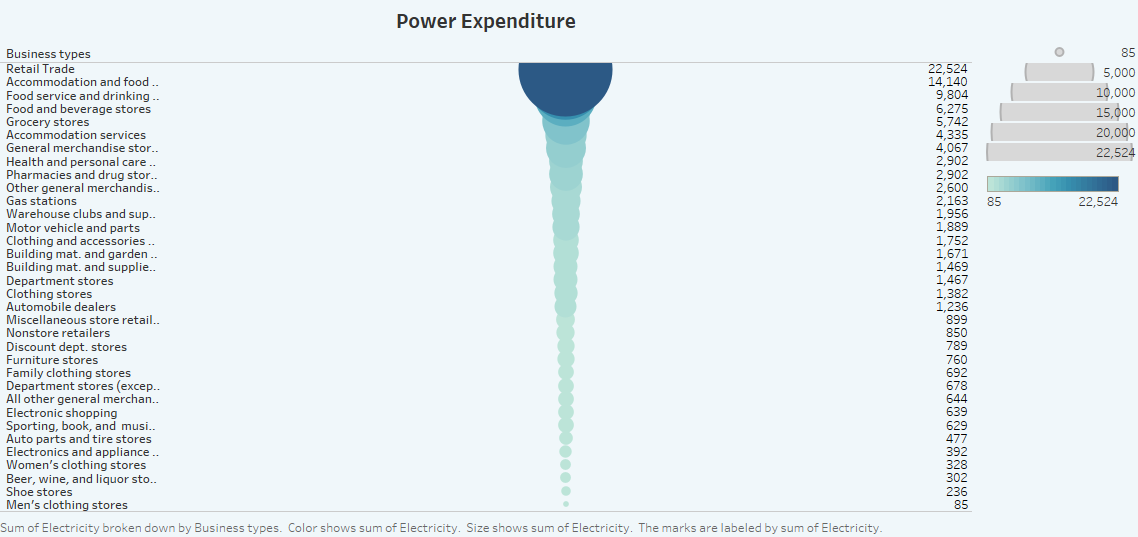 Power Expenditure
Business types
Retail Trade 22,524
Accommodation and food .. 14,140
Food service and drinking .. 9,804
Food and beverage stores 6,275
Grocery stores 5,742
Accommodation services 4,335
General merchandise stor.. 4,067
Health and personal care .. 2,902
Pharmacies and drug stor.. 2,902
Other general merchandis.. 2,600
Gas stations 2,163
Warehouse clubs and sup.. 1,956
Motor vehicle and parts 1,889
Clothing and accessories .. 1,752
Building mat. and garden .. 1,671
Building mat. and supplie.. 1,469
Department stores 1,467
Clothing stores 1,382
Automobile dealers 1,236
Miscellaneous store retail.. 899
Nonstore retailers 850
Discount dept. stores 789
Furniture stores 760
Family clothing stores 692
Department stores (excep.. 678
All other general merchan.. 644
Electronic shopping 639
Sporting, book, and  musi.. 629
Auto parts and tire stores 477
Electronics and appliance .. 392
Women's clothing stores 328
Beer, wine, and liquor sto.. 302
Shoe stores 236
Men's clothing stores 85
85
5,000
10,000
15,000
20,000
22,524
85 22,524
Sum of Electricity broken down by Business types.  Color shows sum of Electricity.  Size shows sum of Electricity.  The marks are labeled by sum of Electricity.